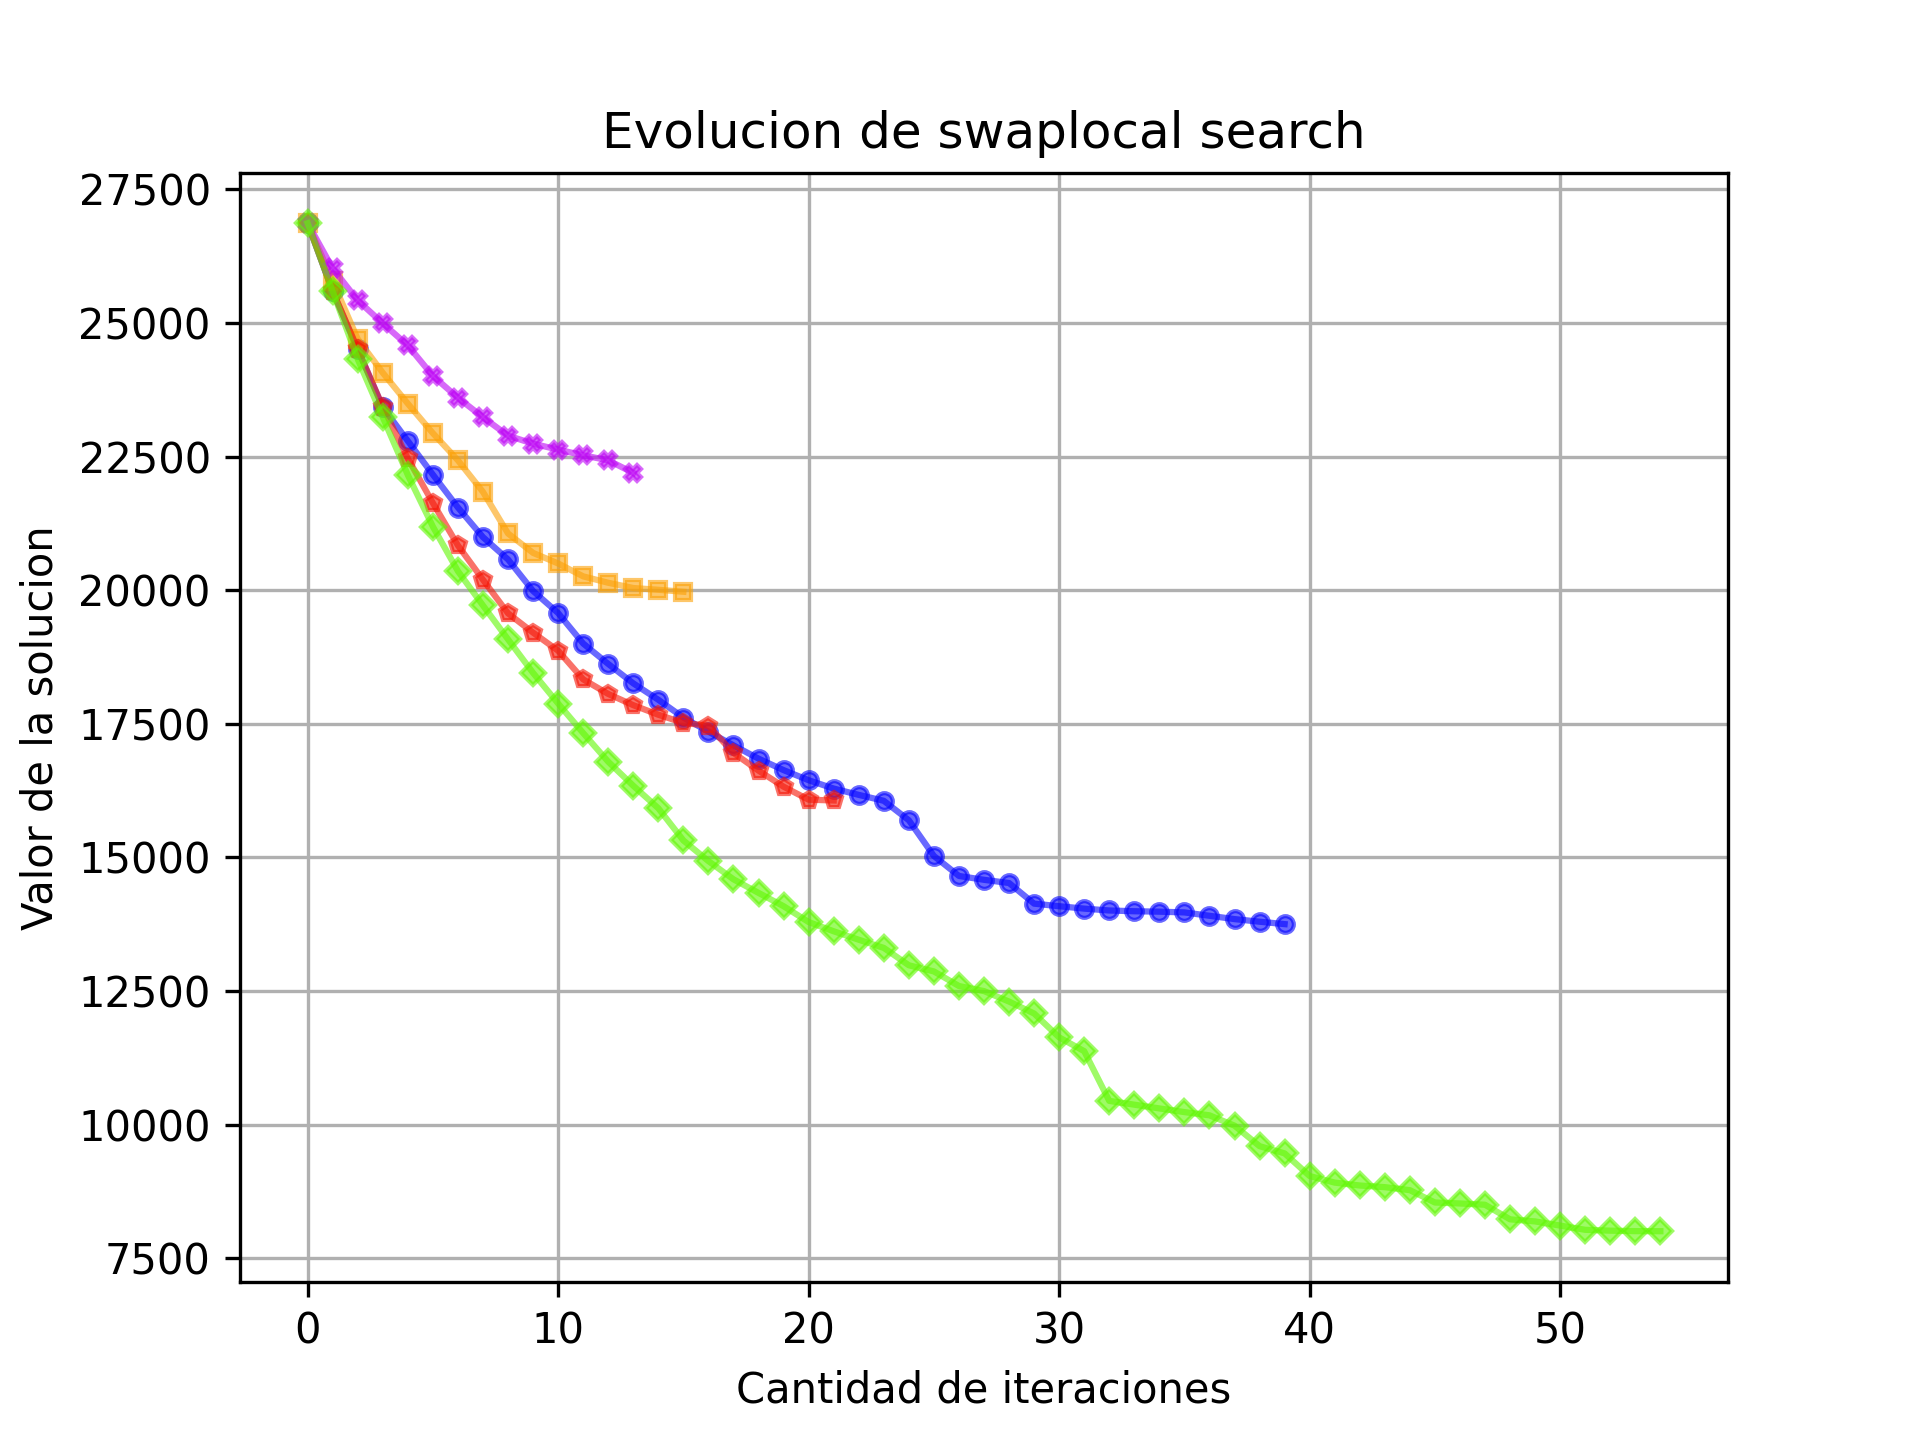 Evolucion de swaplocal search
Valor de la solucion
27500
25000
22500
20000
17500
15000
12500
10000
7500
0 10 20 30 40 50
Cantidad de iteraciones